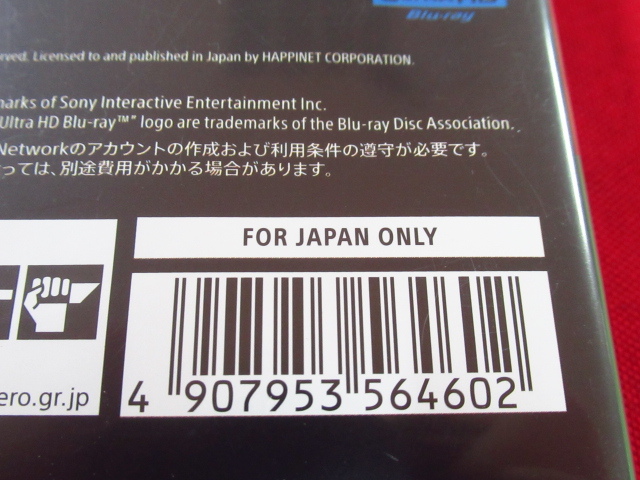 Blu-ray
Licensed to and published in Japan by HAPPINET CORPORATION.
of Sony Interactive Entertainment Inc.
Ultra HD Blu-ray™" logo are trademarks of the Blu-ray Disc Association.
Networkのアカウントの作成および利用条件の遵守が必要です。
っては、別途費用がかかる場合があります。
FOR JAPAN ONLY
ero.gr.jp
4 907953 564602